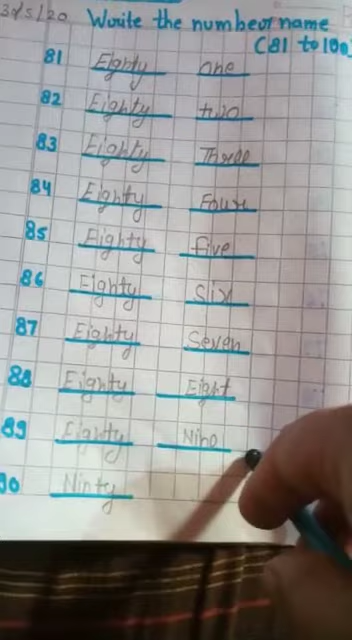 Write the number name
(81 to 100)
81 Eighty one
82 Eighty two
83 Eighty Three
84 Eighty Four
85 Eighty five
86 Eighty Six
87 Eighty Seven
88 Eighty Eight
89 Eighty Nine
90 Ninty